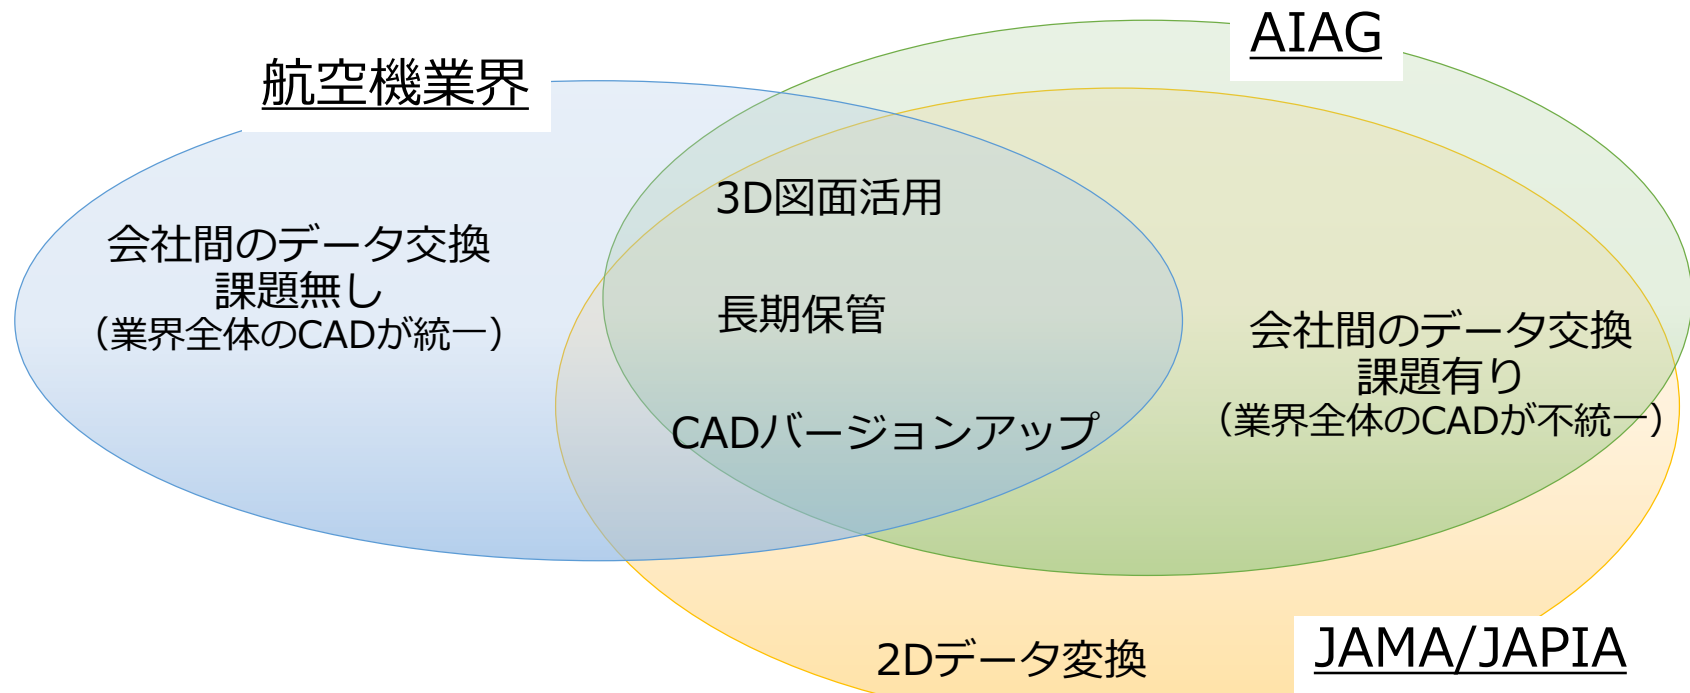 AIAG
航空機業界
3D図面活用
会社間のデータ交換
課題無し
（業界全体のCADが統一）
長期保管
会社間のデータ交換
課題有り
（業界全体のCADが不統一）
CADバージョンアップ
2Dデータ変換
JAMA/JAPIA